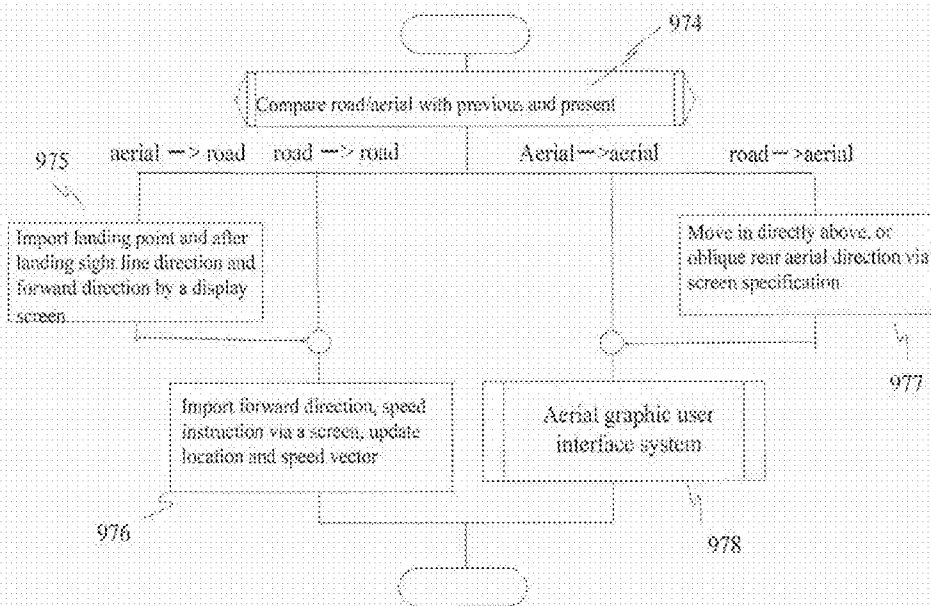 974
Compare road/aerial with previous and present
975
aerial —> road
road —> road
Aerial—>aerial
road—>aerial
Import landing point and after
landing sight line direction and
forward direction by a display
screen
Move in directly above, or
oblique rear aerial direction via
screen specification
977
Import forward direction, speed
instruction via a screen, update
location and speed vector
Aerial graphic user
interface system
976
978